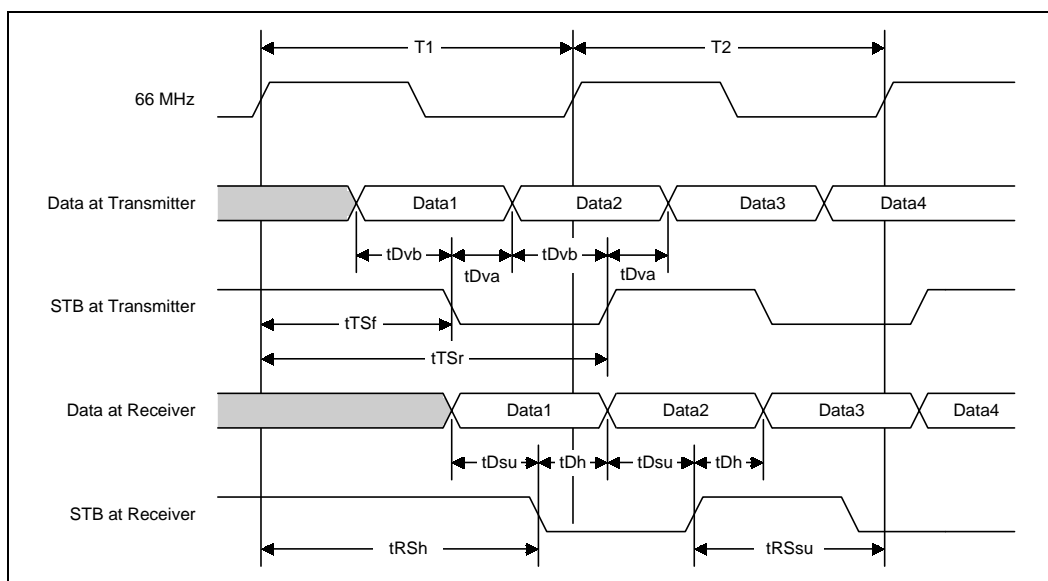 T1 T2
66 MHz
Data at Transmitter Data1 Data2 Data3 Data4
tDvb tDva tDvb tDva
STB at Transmitter
tTSf
tTSr
Data at Receiver Data1 Data2 Data3 Data4
tDsu tDh tDsu tDh
STB at Receiver
tRSh tRSsu